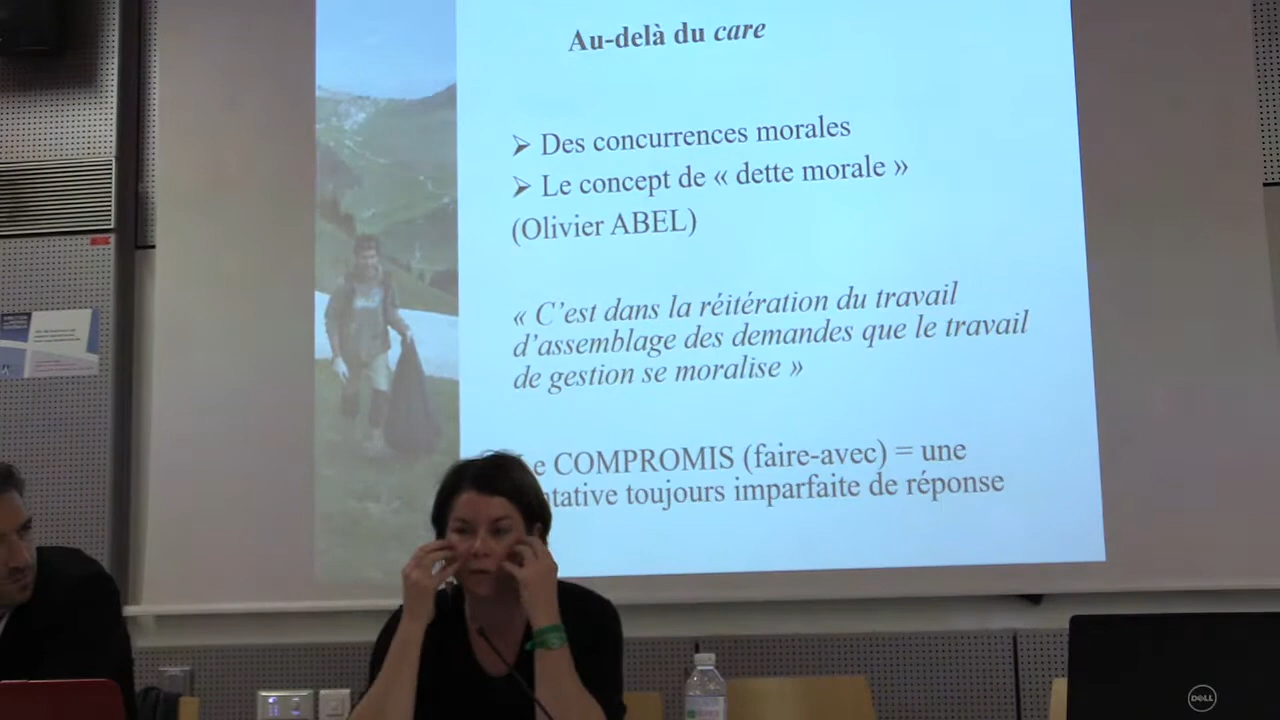 Au-delà du care
➢ Des concurrences morales
➢ Le concept de « dette morale »
(Olivier ABEL)
« C'est dans la réitération du travail
d'assemblage des demandes que le travail
de gestion se moralise »
e COMPROMIS (faire-avec) = une
ntative toujours imparfaite de réponse
DELL